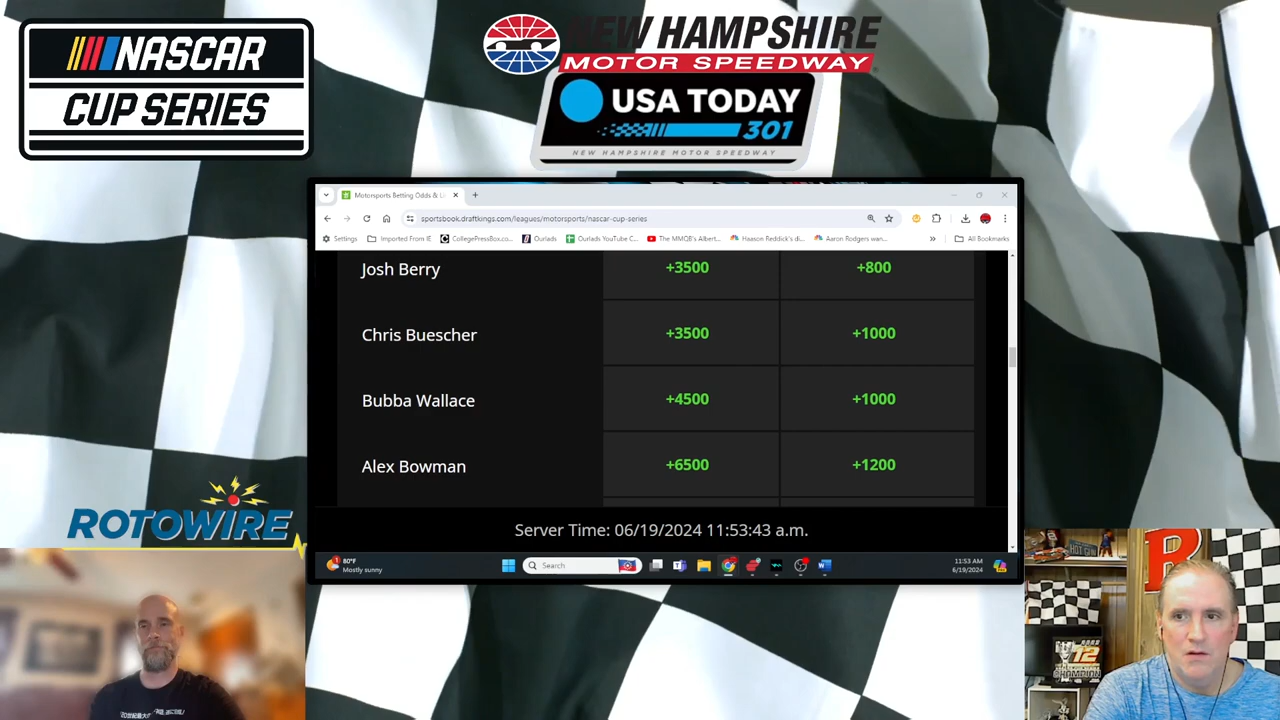 NASCAR
CUP SERIES
NEW HAMPSHIRE
MOTOR SPEEDWAY
USA TODAY
301
NEW HAMPSHIRE MOTOR SPEEDWAY
Motorsports Betting Odds & Li
sportsbook.draftkings.com/leagues/motorsports/nascar-cup-series
Settings Imported From IE CollegePressBox.co... Ourlads Ourlads YouTube C... The MMQB's Albert... Haason Reddick's di... Aaron Rodgers wan... All Bookmarks
Josh Berry +3500 +800
Chris Buescher +3500 +1000
Bubba Wallace +4500 +1000
Alex Bowman +6500 +1200
Server Time: 06/19/2024 11:53:43 a.m.
80°F
Mostly sunny
Search
11:53 AM
6/19/2024
ROTOWIRE
HOT GUN
R
12
CHAMPION